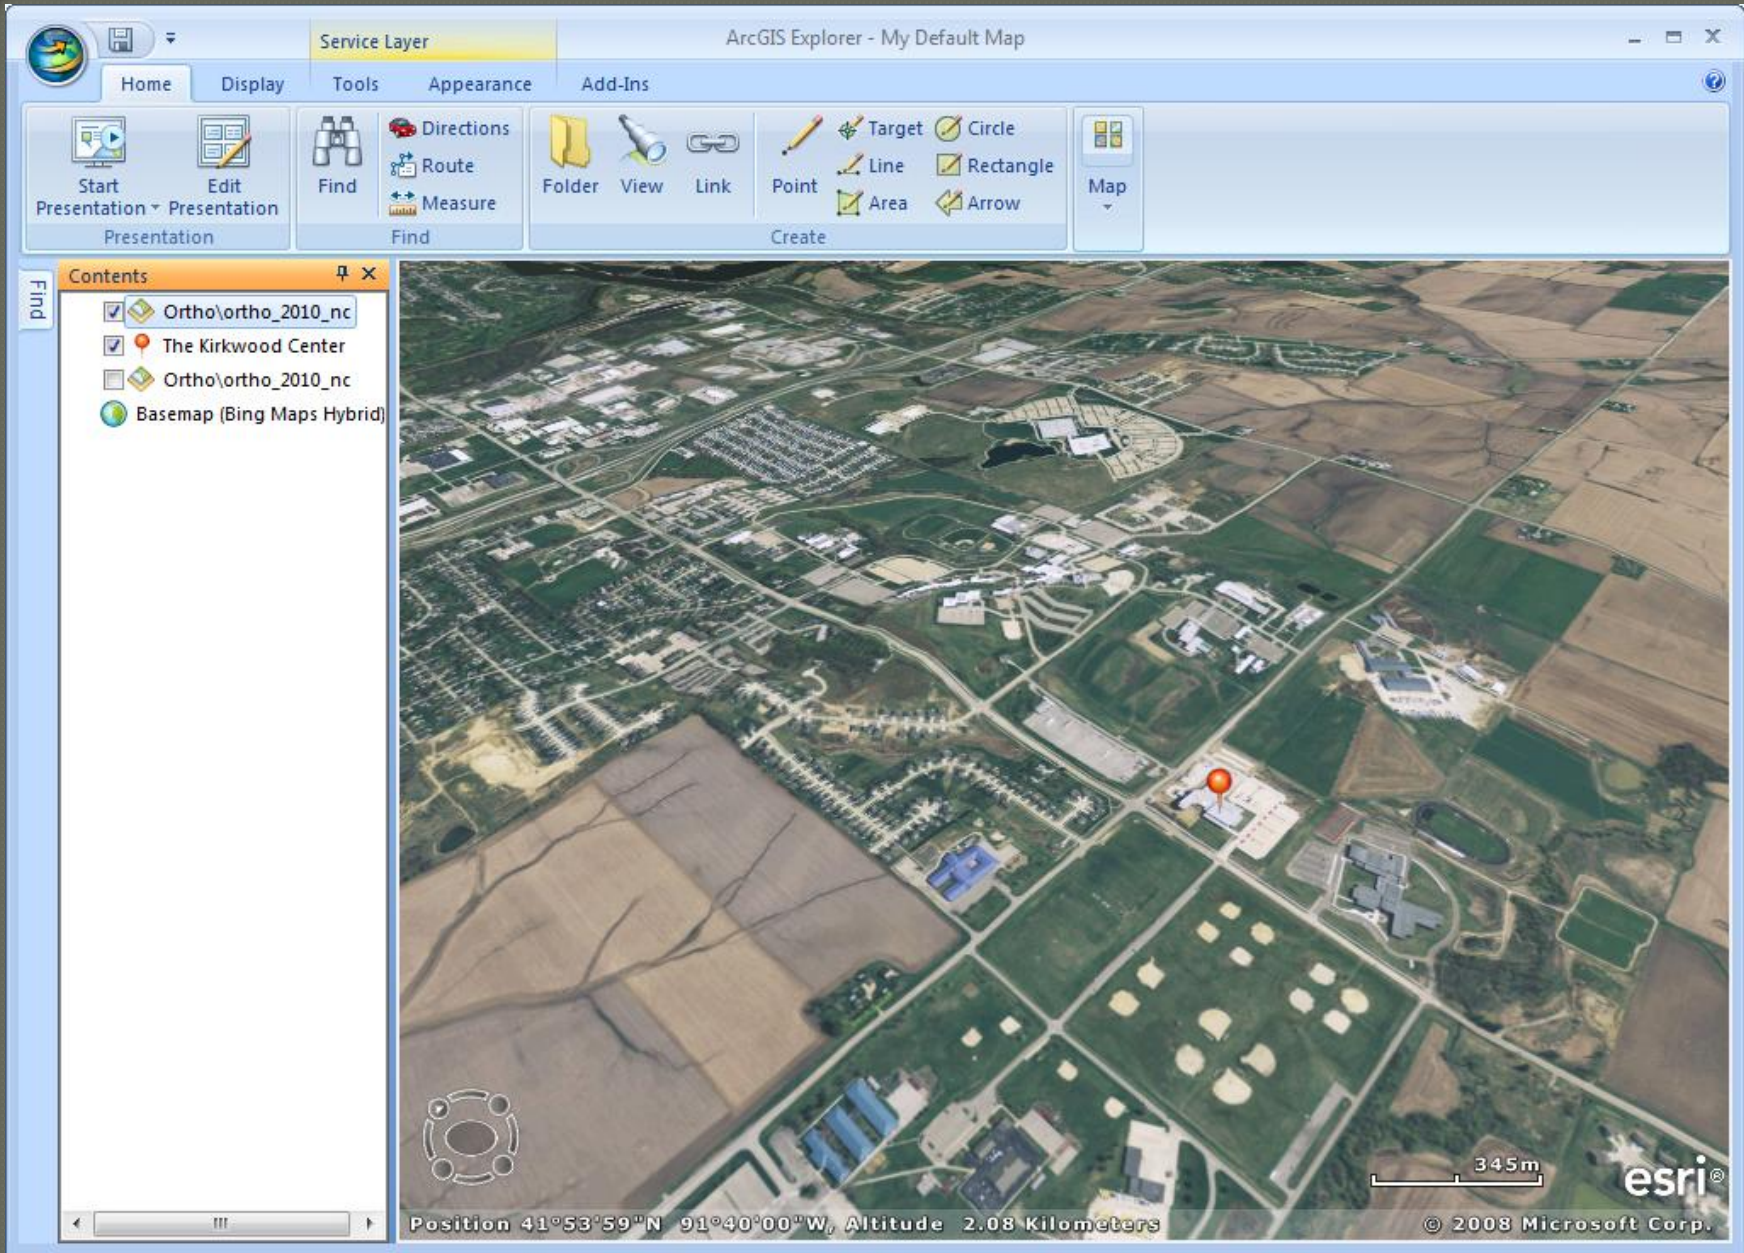 Service Layer
ArcGIS Explorer - My Default Map
Home
Display
Tools
Appearance
Add-Ins
Start Presentation
Edit Presentation
Presentation
Find
Directions
Route
Measure
Find
Folder
View
Link
Point
Target
Line
Area
Circle
Rectangle
Arrow
Create
Map
Find
Contents
Ortho\ortho_2010_nc
The Kirkwood Center
Ortho\ortho_2010_nc
Basemap (Bing Maps Hybrid)
345m
esri®
Position 41°53'59"N 91°40'00"W, Altitude 2.08 Kilometers
© 2008 Microsoft Corp.